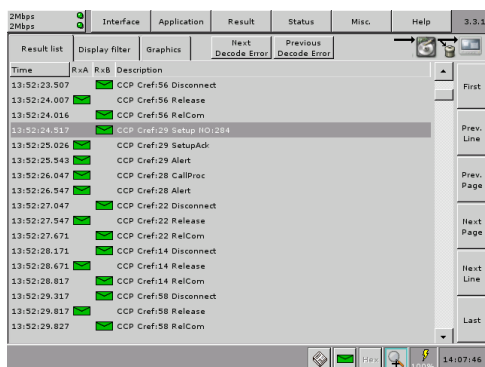 2Mbps
2Mbps
Interface Application Result Status Misc. Help 3.3.1
Result list Display filter Graphics Next Decode Error Previous Decode Error
Time RxA RxB Description
13:52:23.507 CCP Cref:56 Disconnect
13:52:24.007 CCP Cref:56 Release
13:52:24.016 CCP Cref:56 RelCom
13:52:24.517 CCP Cref:29 Setup NO:284
13:52:25.026 CCP Cref:29 SetupAck
13:52:25.543 CCP Cref:29 Alert
13:52:26.047 CCP Cref:28 CallProc
13:52:26.547 CCP Cref:28 Alert
13:52:27.047 CCP Cref:22 Disconnect
13:52:27.547 CCP Cref:22 Release
13:52:27.671 CCP Cref:22 RelCom
13:52:28.171 CCP Cref:14 Disconnect
13:52:28.671 CCP Cref:14 Release
13:52:28.817 CCP Cref:14 RelCom
13:52:29.317 CCP Cref:58 Disconnect
13:52:29.817 CCP Cref:58 Release
13:52:29.827 CCP Cref:58 RelCom
First
Prev.
Line
Prev.
Page
Next
Page
Next
Line
Last
Hex 100% 14:07:46